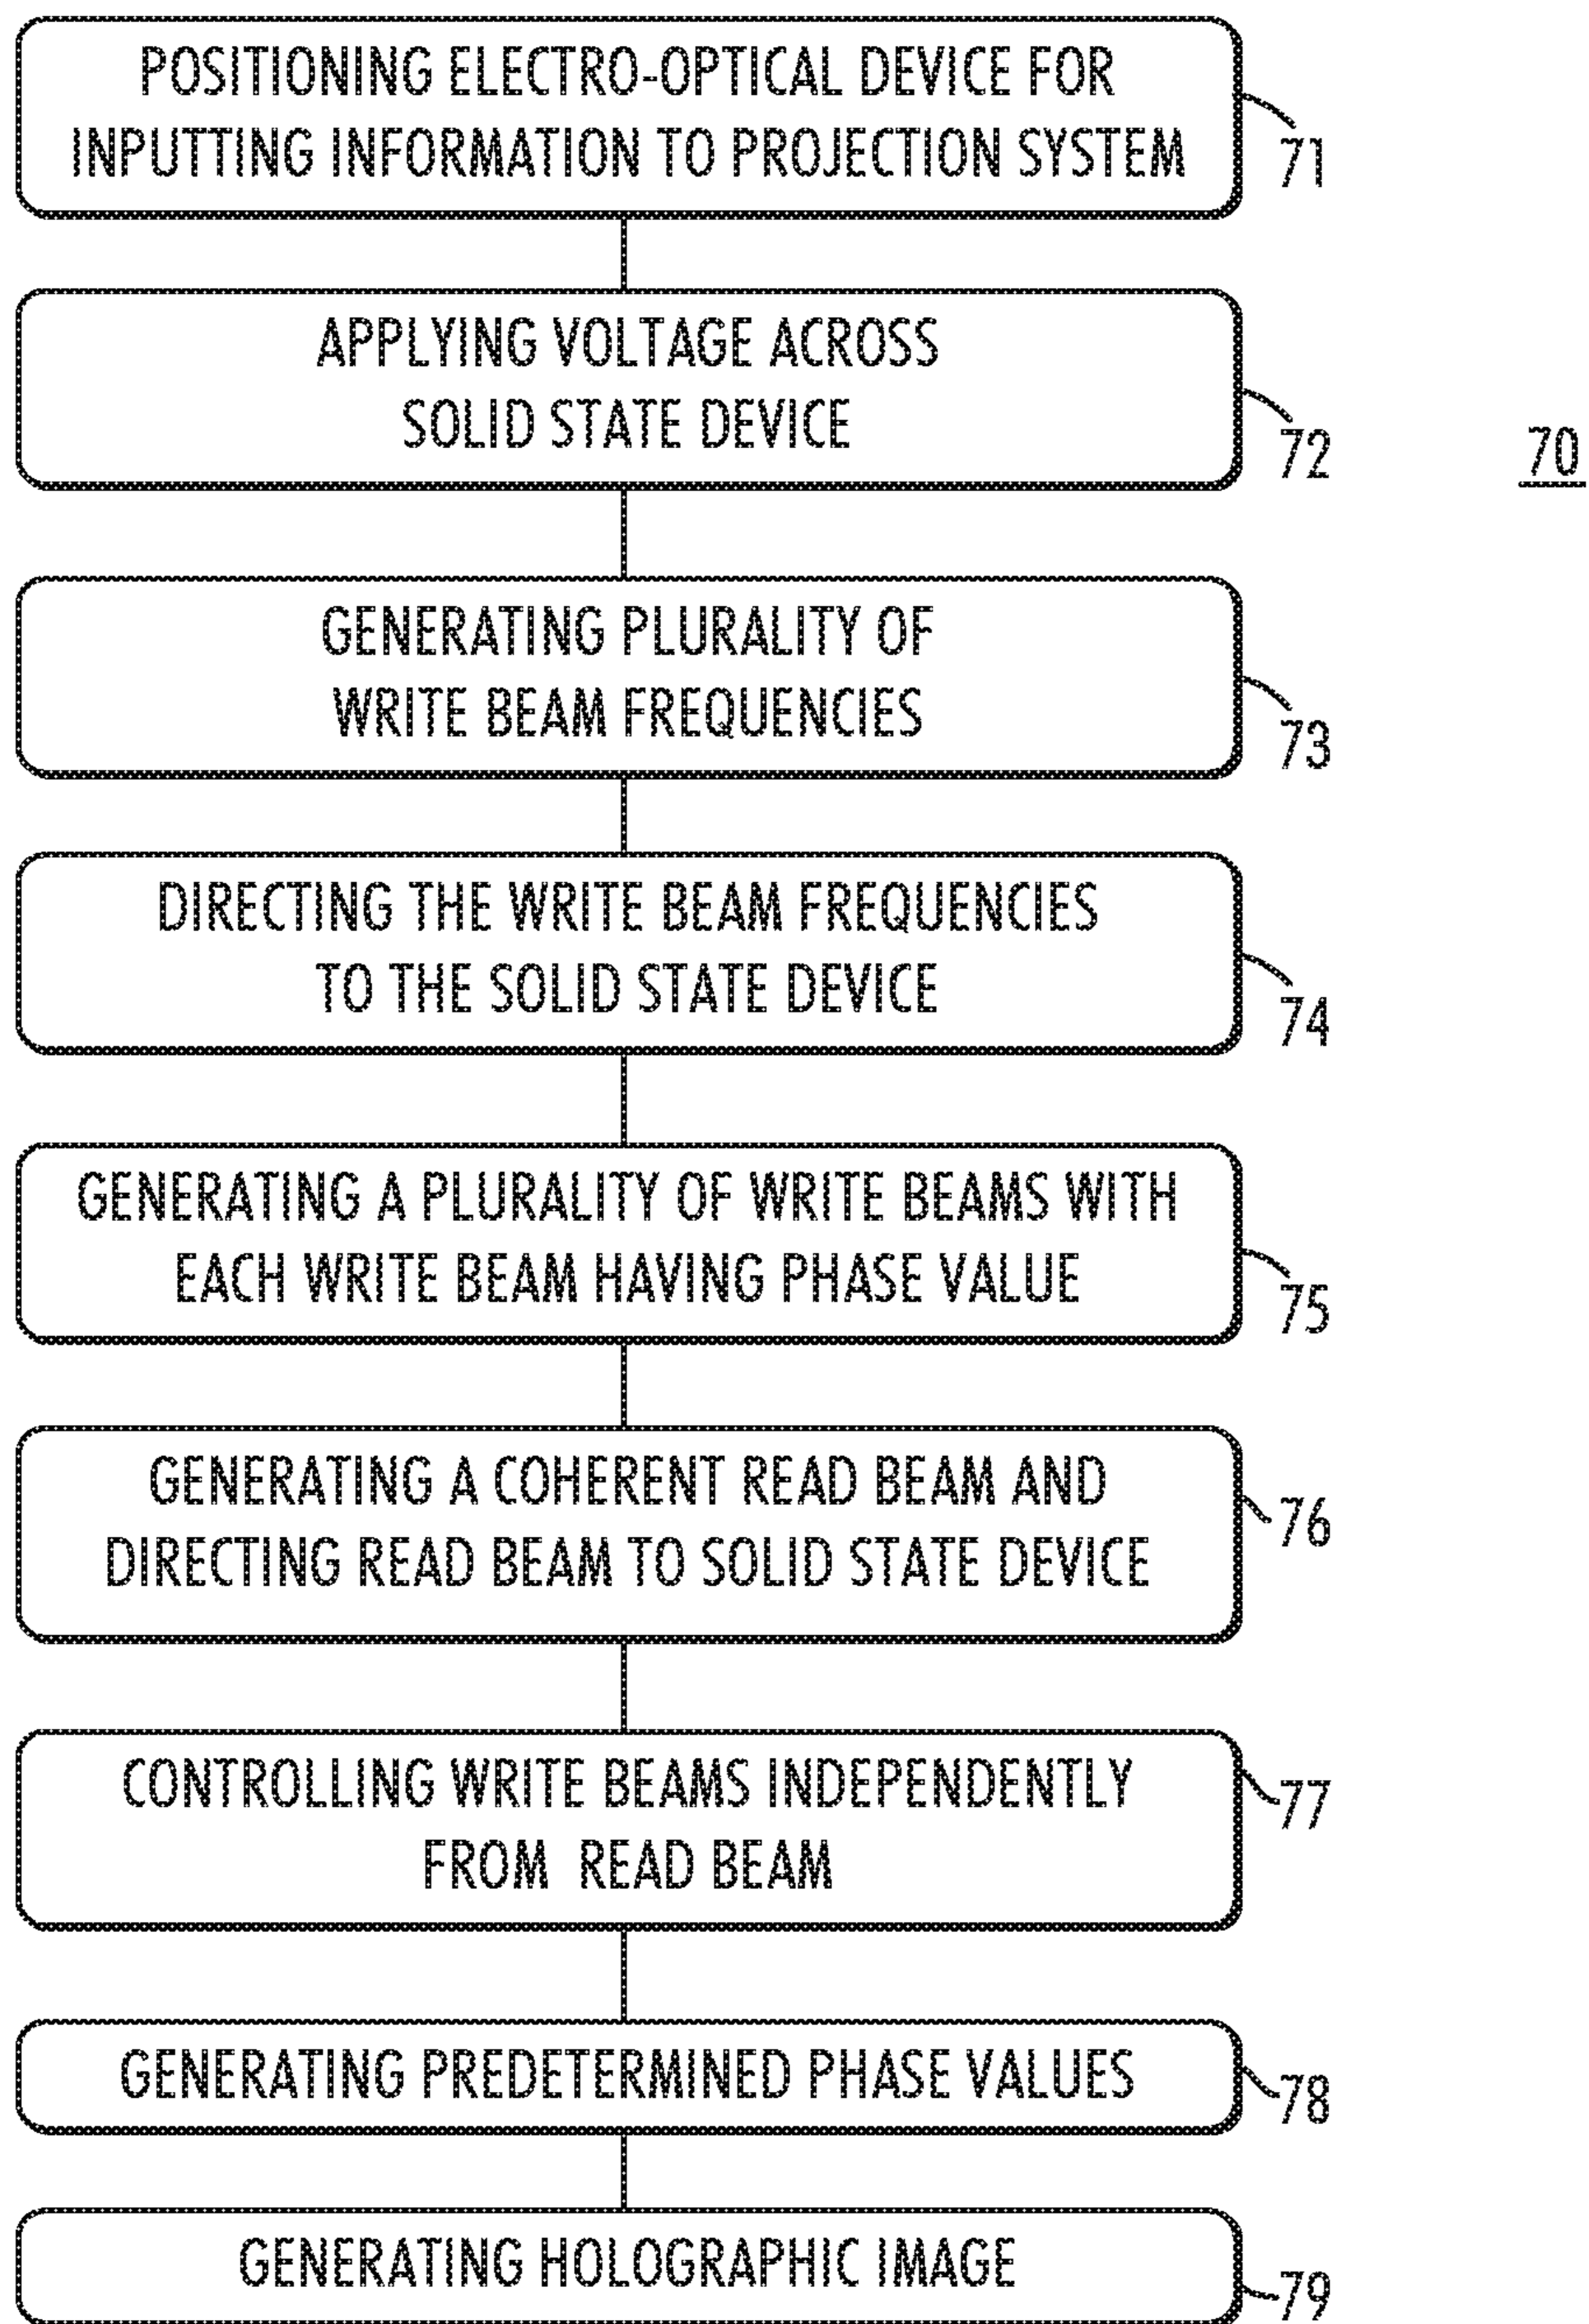 POSITIONING ELECTRO-OPTICAL DEVICE FOR
INPUTTING INFORMATION TO PROJECTION SYSTEM
71
APPLYING VOLTAGE ACROSS
SOLID STATE DEVICE
72
70
GENERATING PLURALITY OF
WRITE BEAM FREQUENCIES
73
DIRECTING THE WRITE BEAM FREQUENCIES
TO THE SOLID STATE DEVICE
74
GENERATING A PLURALITY OF WRITE BEAMS WITH
EACH WRITE BEAM HAVING PHASE VALUE
75
GENERATING A COHERENT READ BEAM AND
DIRECTING READ BEAM TO SOLID STATE DEVICE
76
CONTROLLING WRITE BEAMS INDEPENDENTLY
FROM READ BEAM
77
GENERATING PREDETERMINED PHASE VALUES
78
GENERATING HOLOGRAPHIC IMAGE
79